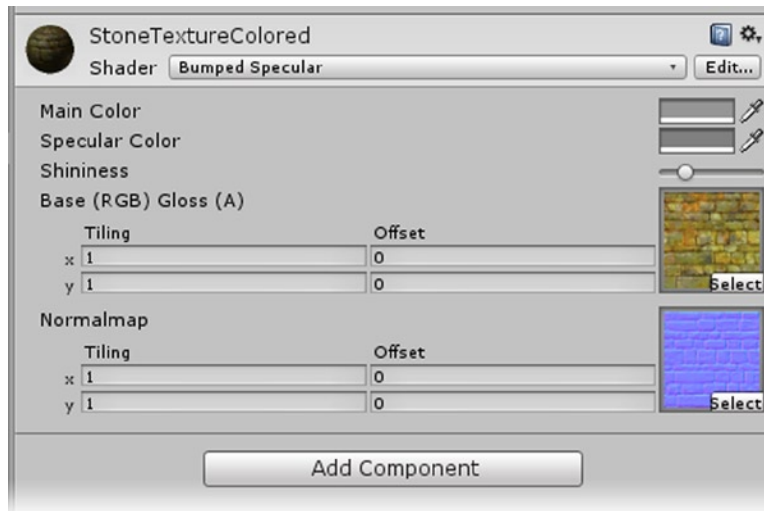 StoneTextureColored
Shader Bumped Specular Edit...
Main Color
Specular Color
Shininess
Base (RGB) Gloss (A)
Tiling Offset
x 1 0
y 1 0
Select
Normalmap
Tiling Offset
x 1 0
y 1 0
Select
Add Component